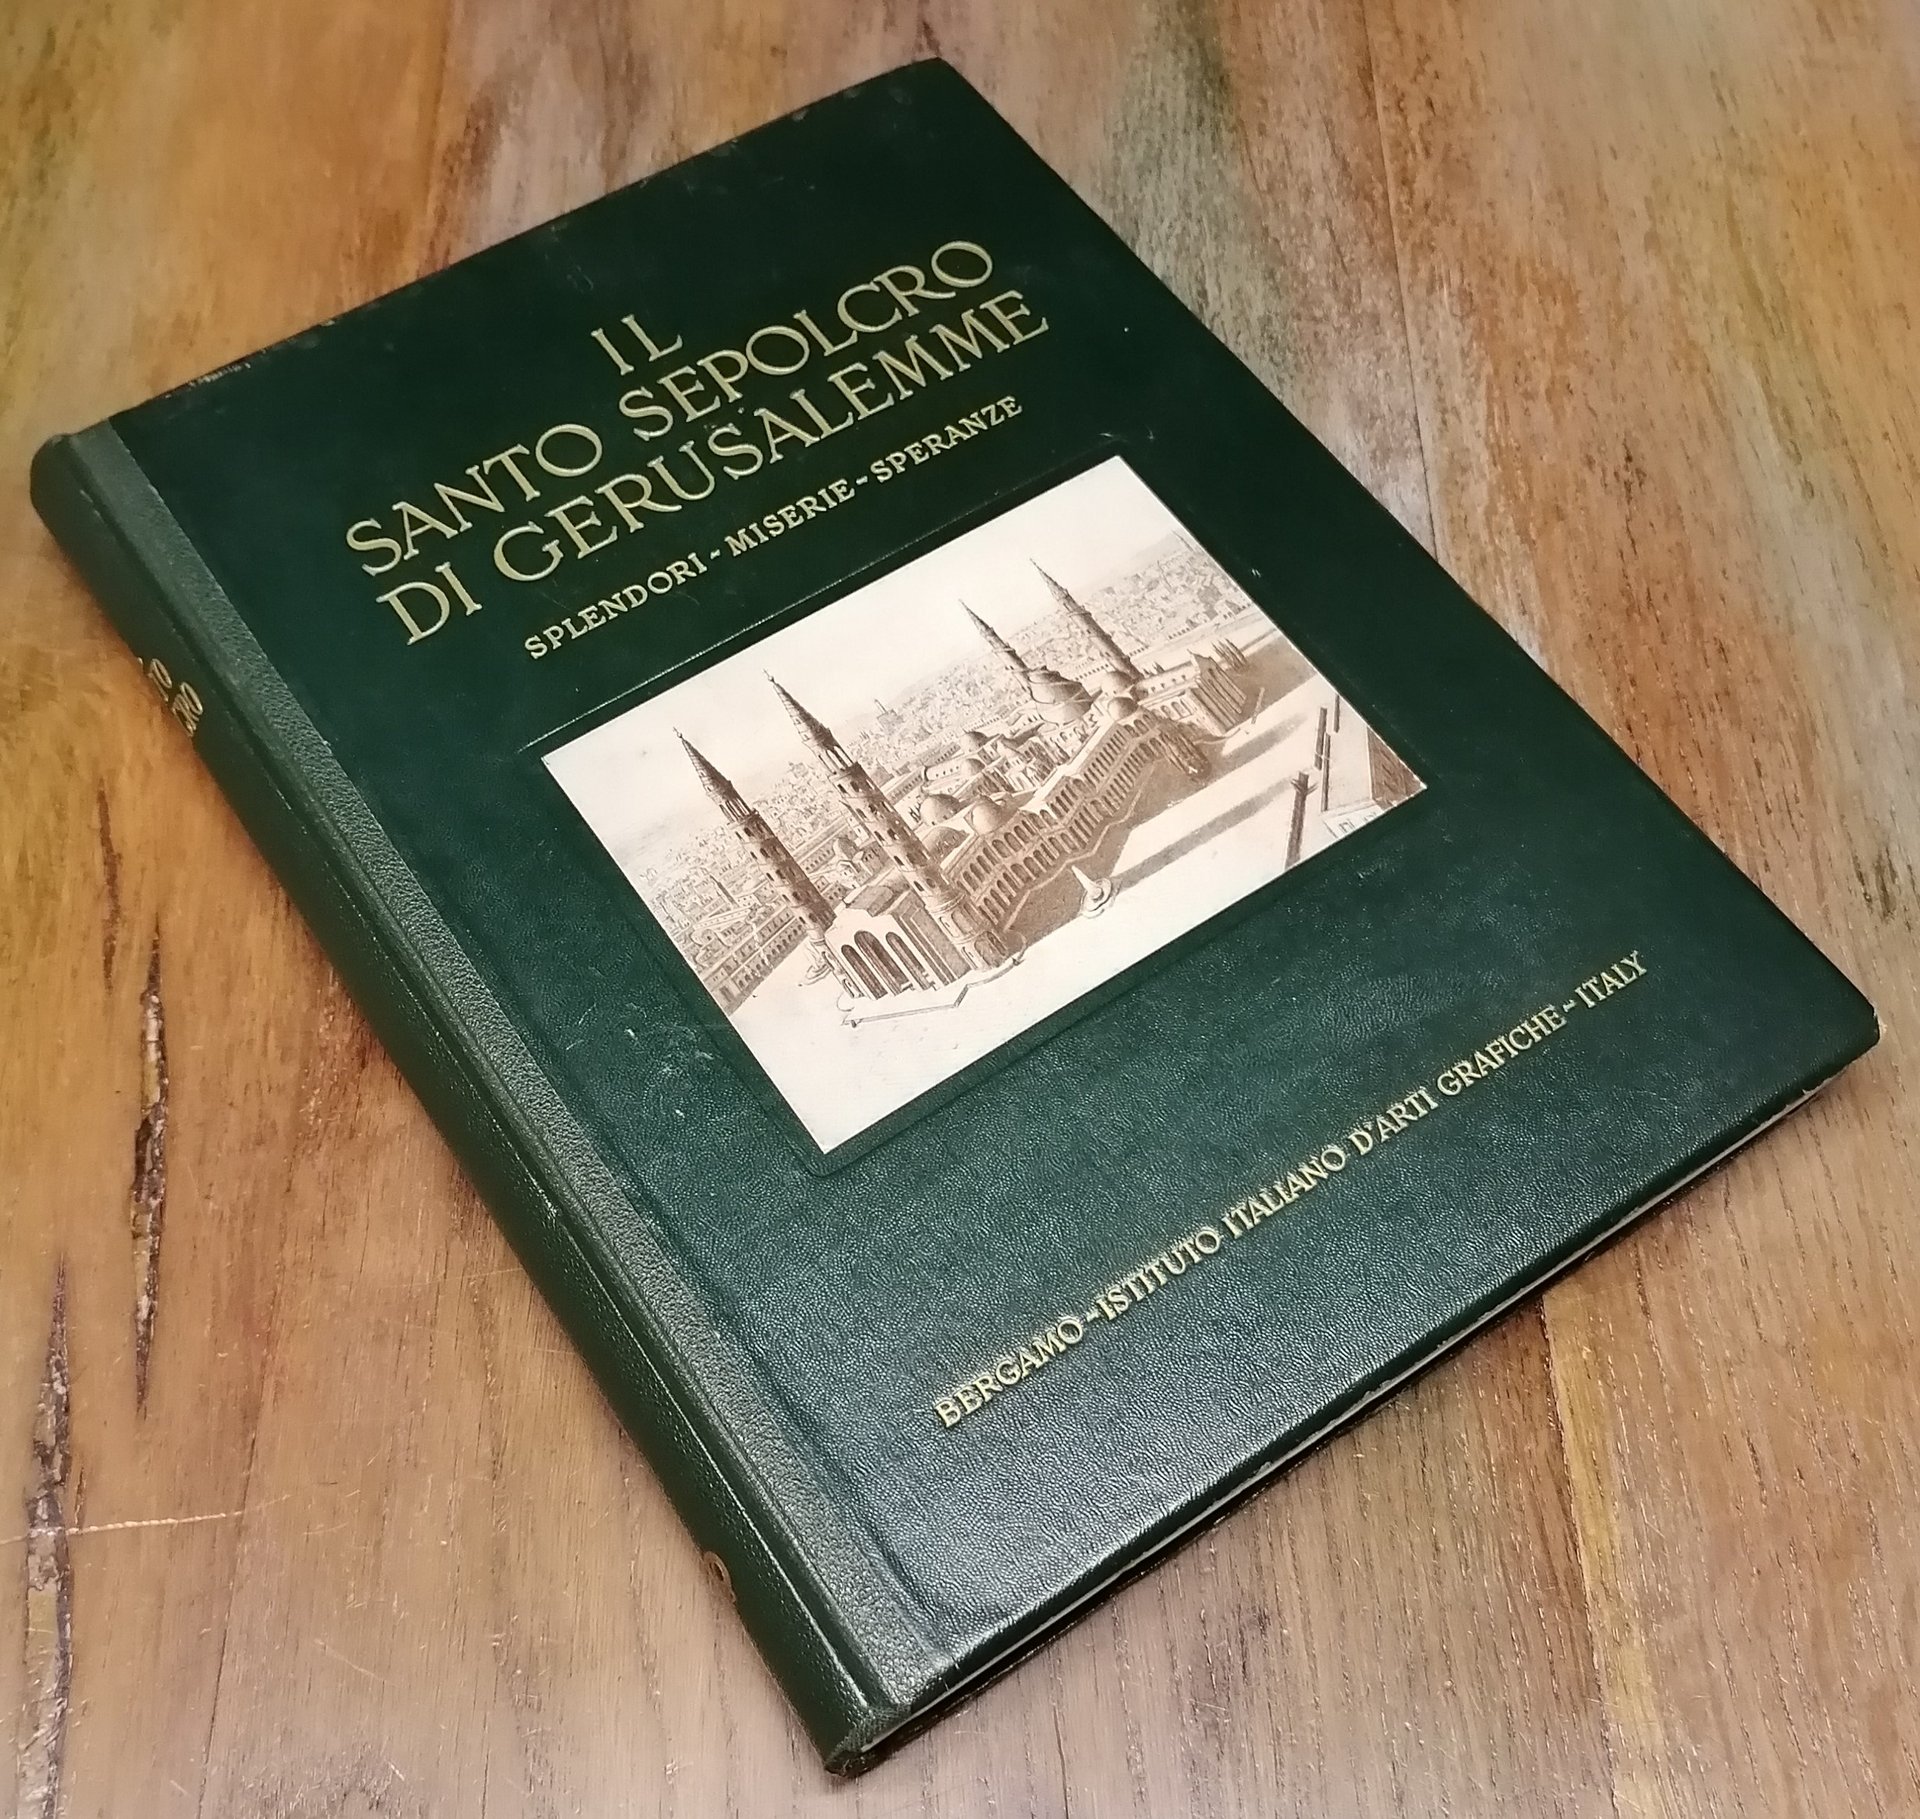 IL
SANTO SEPOLCRO
DI GERUSALEMME
SPLENDORI - MISERIE - SPERANZE
BERGAMO - ISTITUTO ITALIANO D'ARTI GRAFICHE - ITALY